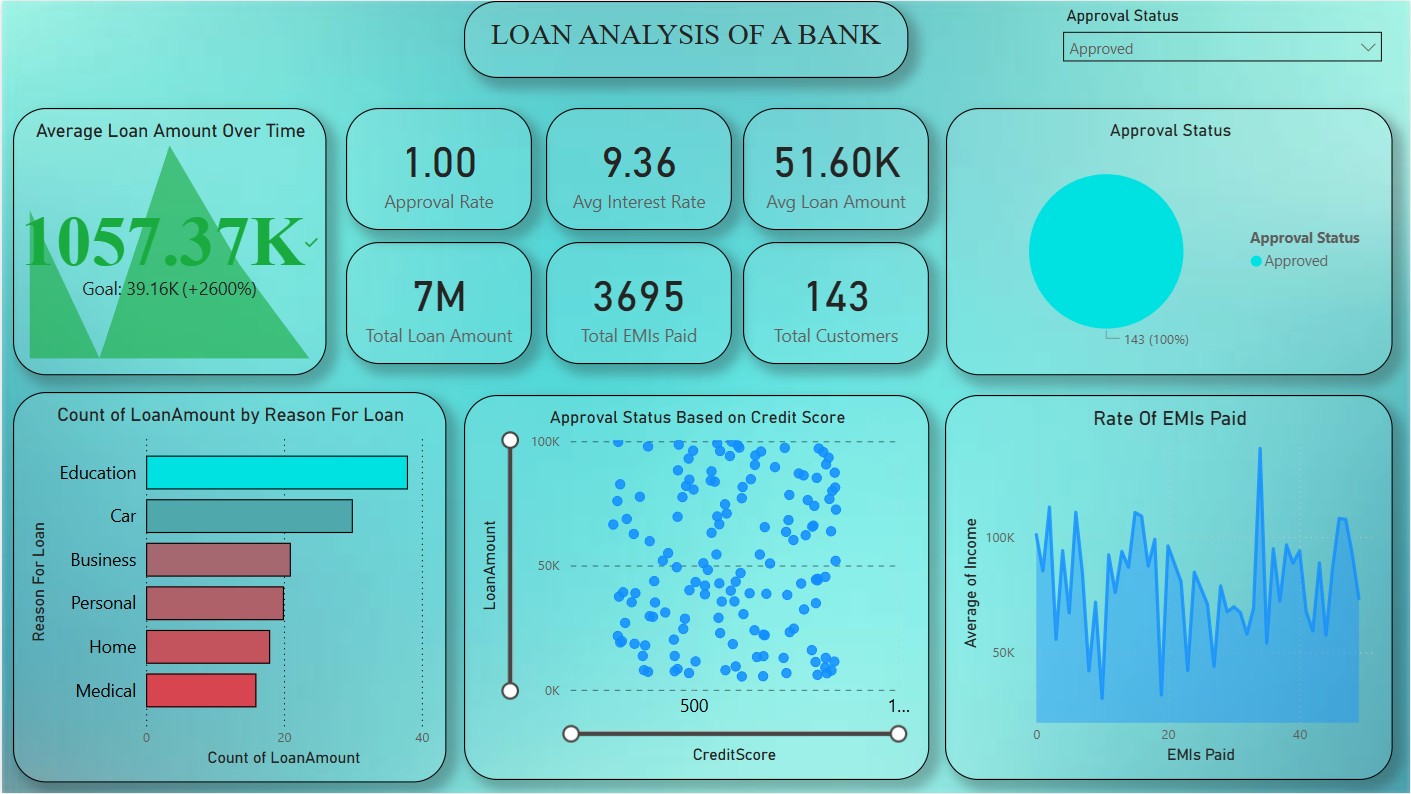 LOAN ANALYSIS OF A BANK
Approval Status
Approved
Average Loan Amount Over Time
1057.37K
Goal: 39.16K (+2600%)
1.00
Approval Rate
9.36
Avg Interest Rate
51.60K
Avg Loan Amount
7M
Total Loan Amount
3695
Total EMIs Paid
143
Total Customers
Approval Status
Approval Status
Approved
143 (100%)
Count of LoanAmount by Reason For Loan
Reason For Loan
Education
Car
Business
Personal
Home
Medical
0 20 40
Count of LoanAmount
Approval Status Based on Credit Score
LoanAmount
100K
50K
0K
500 1...
CreditScore
Rate Of EMIs Paid
Average of Income
100K
50K
0 20 40
EMIs Paid